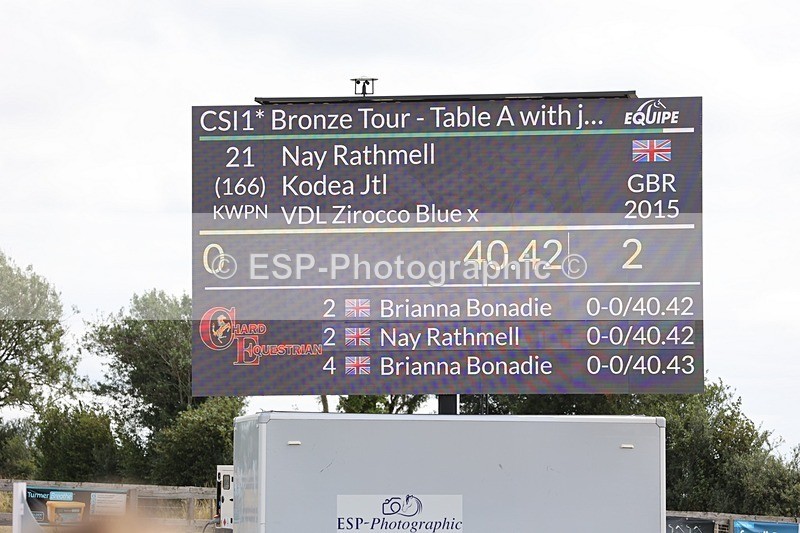 CSI1* Bronze Tour - Table A with j... EQUIPE
21 Nay Rathmell
(166) Kodea Jtl GBR
KWPN VDL Zirocco Blue x 2015
0 40.42 2
© ESP-Photographic ©
2 Brianna Bonadie 0-0/40.42
CHARD EQUESTRIAN
2 Nay Rathmell 0-0/40.42
4 Brianna Bonadie 0-0/40.43
ESP-Photographic